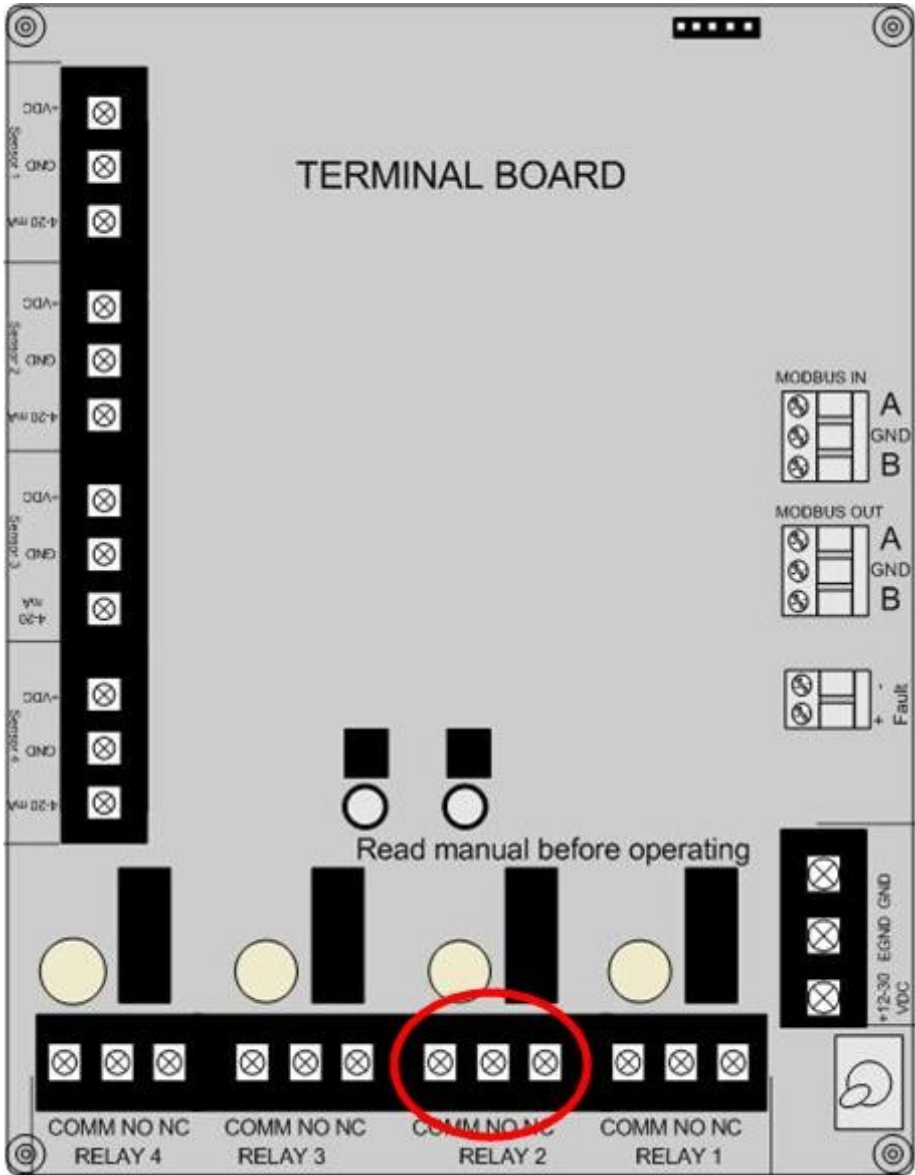 TERMINAL BOARD
+VDC
GND
4-20 mA
Sensor 1
+VDC
GND
4-20 mA
Sensor 2
+VDC
GND
4-20
mA
Sensor 3
+VDC
GND
4-20 mA
Sensor 4
MODBUS IN
A
GND
B
MODBUS OUT
A
GND
B
-
+
Fault
Read manual before operating
GND
EGND
+12-30
VDC
COMM NO NC
RELAY 4
COMM NO NC
RELAY 3
COMM NO NC
RELAY 2
COMM NO NC
RELAY 1